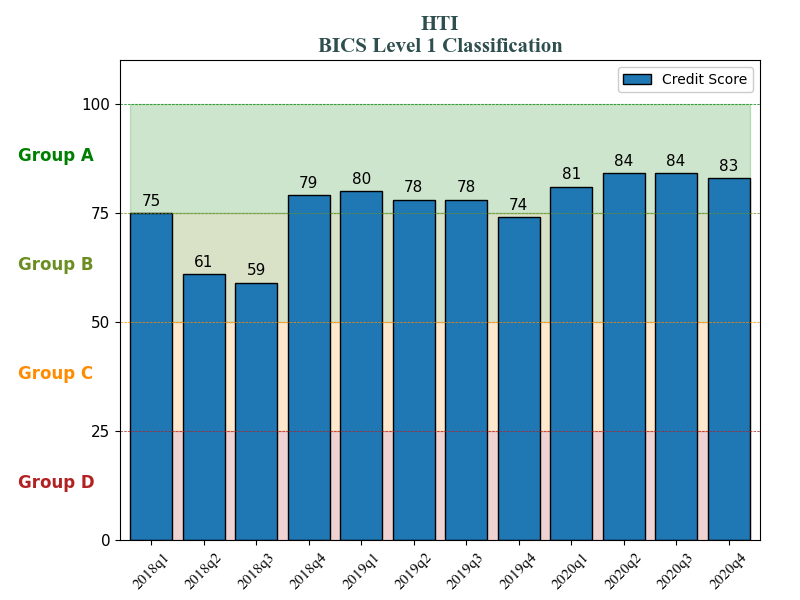 HTI
BICS Level 1 Classification
Credit Score
100
Group A
75
Group B
50
Group C
25
Group D
0
75
61
59
79
80
78
78
74
81
84
84
83
2018q1
2018q2
2018q3
2018q4
2019q1
2019q2
2019q3
2019q4
2020q1
2020q2
2020q3
2020q4